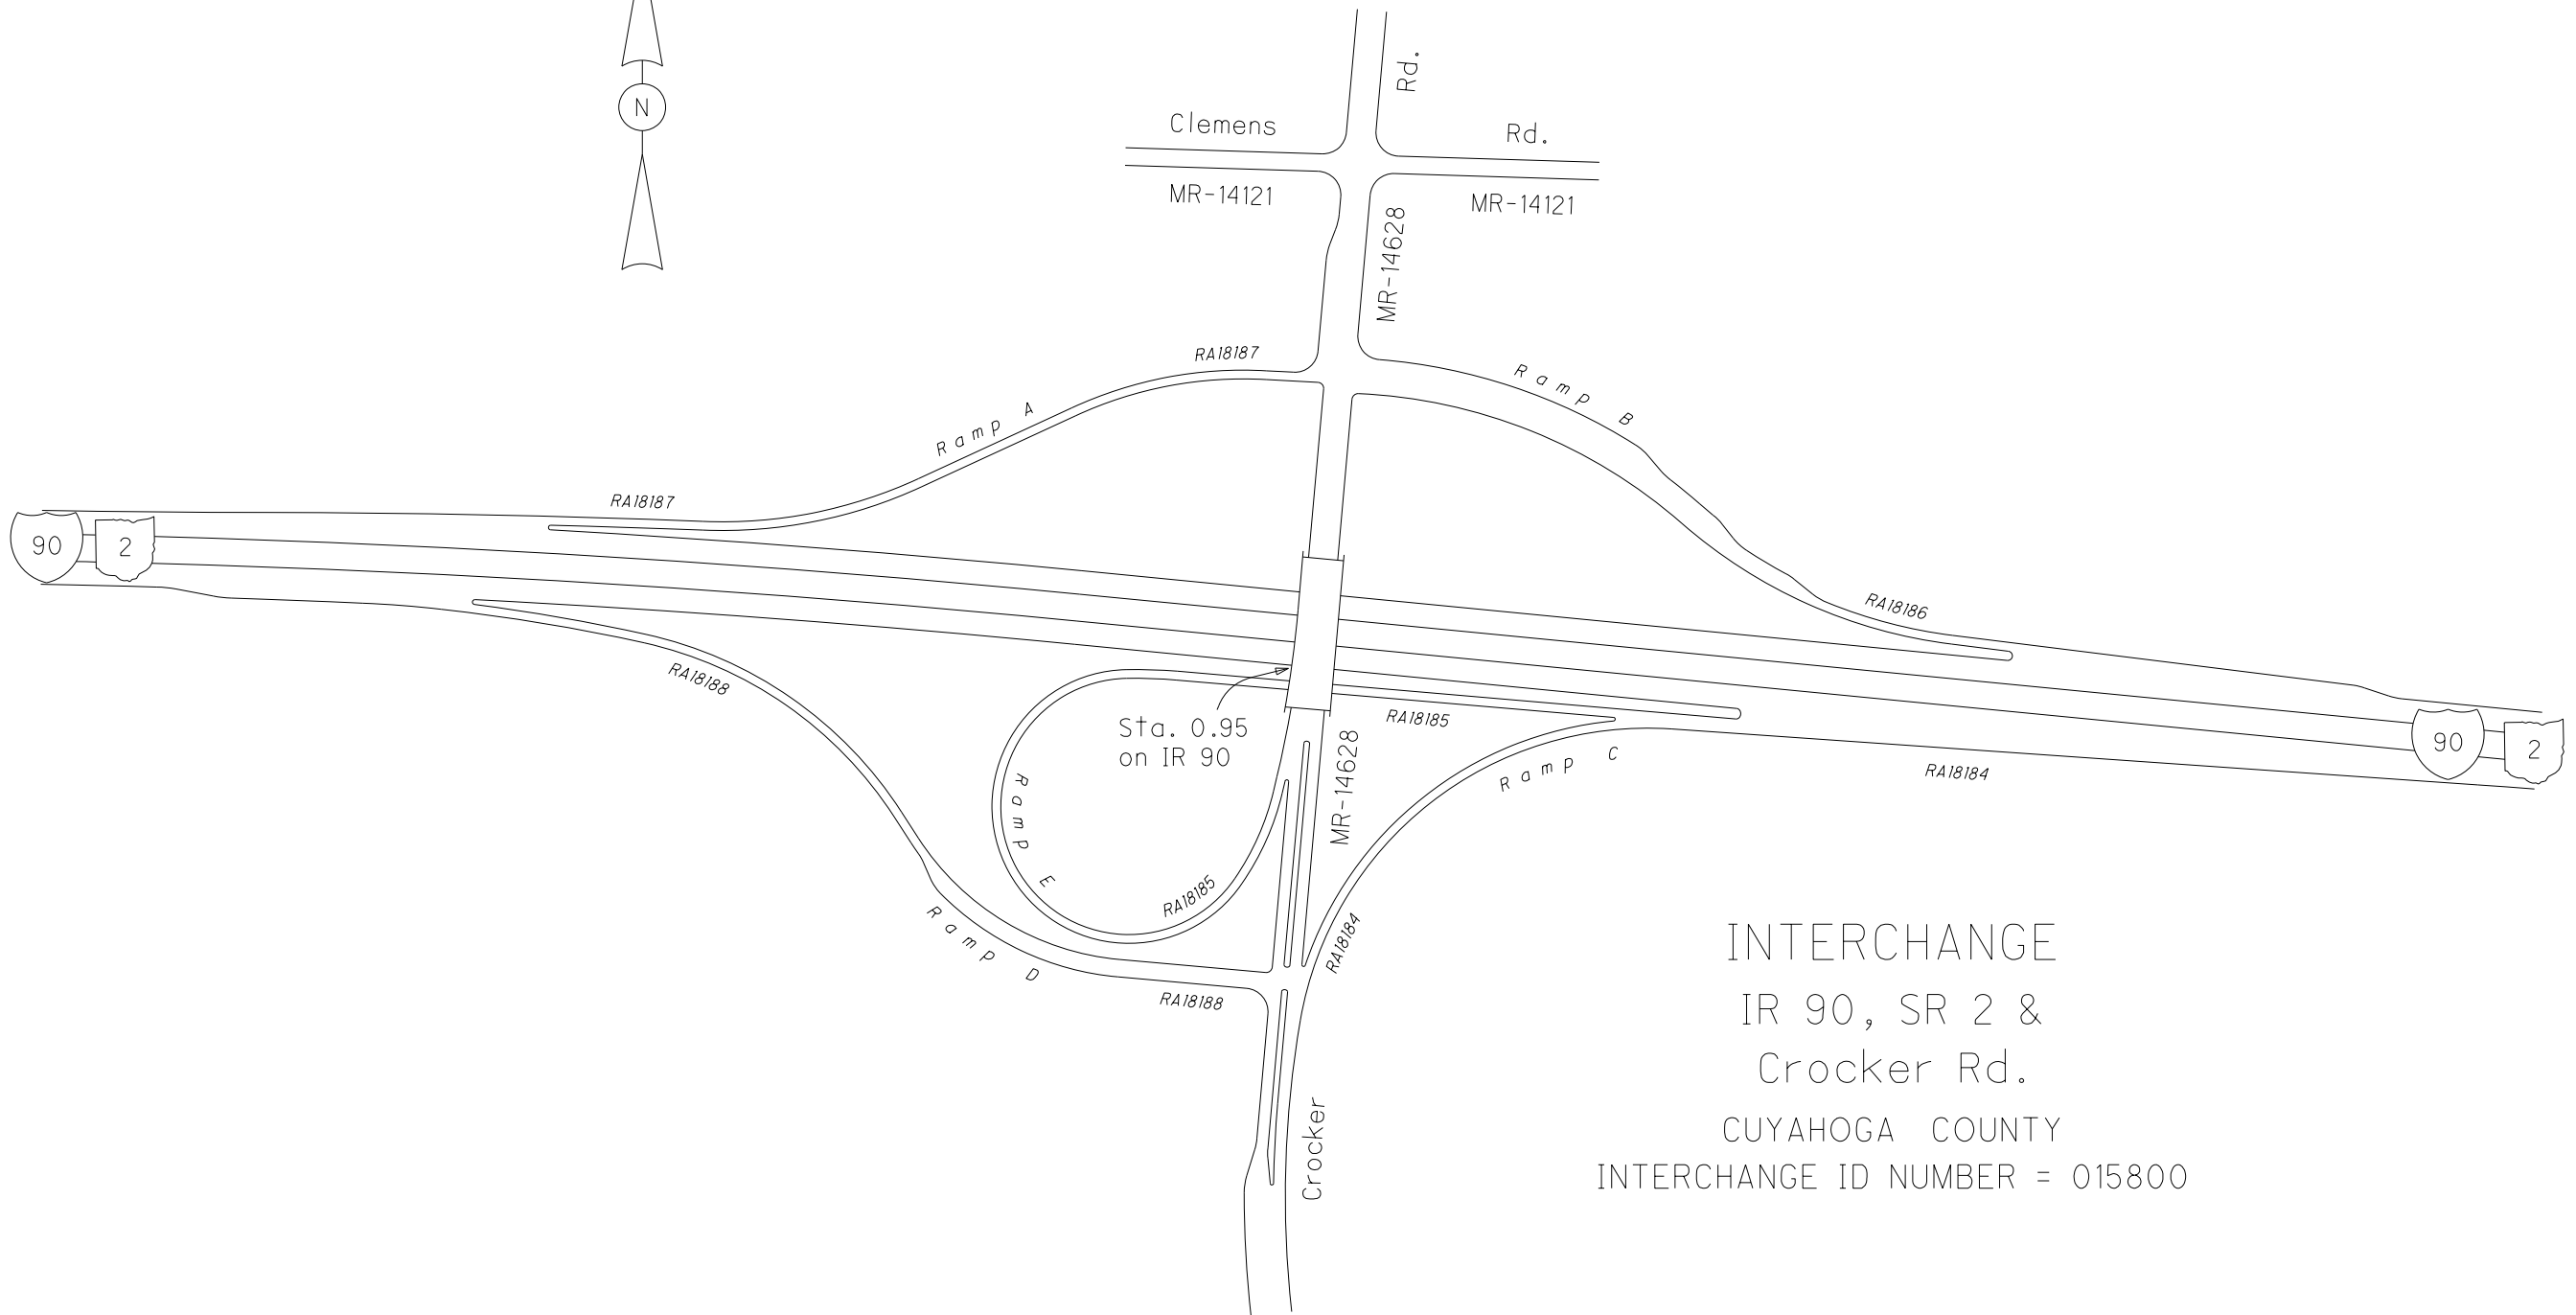 N
Rd.
Clemens
Rd.
MR-14121
MR-14121
MR-14628
RA18187
Ramp A
Ramp B
RA18187
90
2
RA18186
RA18188
Sta. 0.95
on IR 90
RA18185
MR-14628
Ramp C
RA18184
90
2
Ramp E
RA18185
RA18184
Ramp D
RA18188
Crocker
INTERCHANGE
IR 90, SR 2 &
Crocker Rd.
CUYAHOGA COUNTY
INTERCHANGE ID NUMBER = 015800